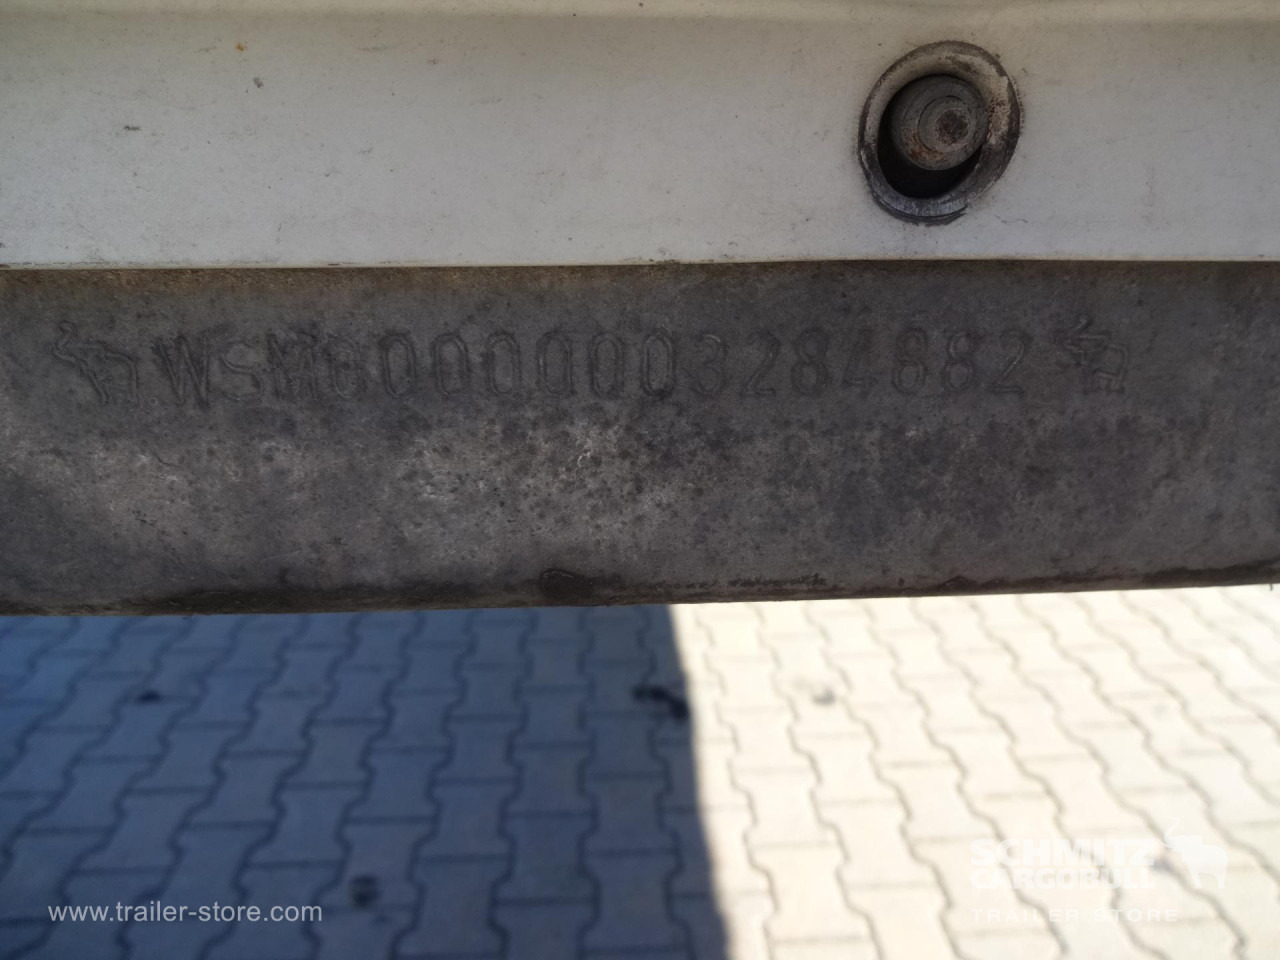 WSM00000003284882
SCHMITZ
CARGOBULL
TRAILER STORE
www.trailer-store.com